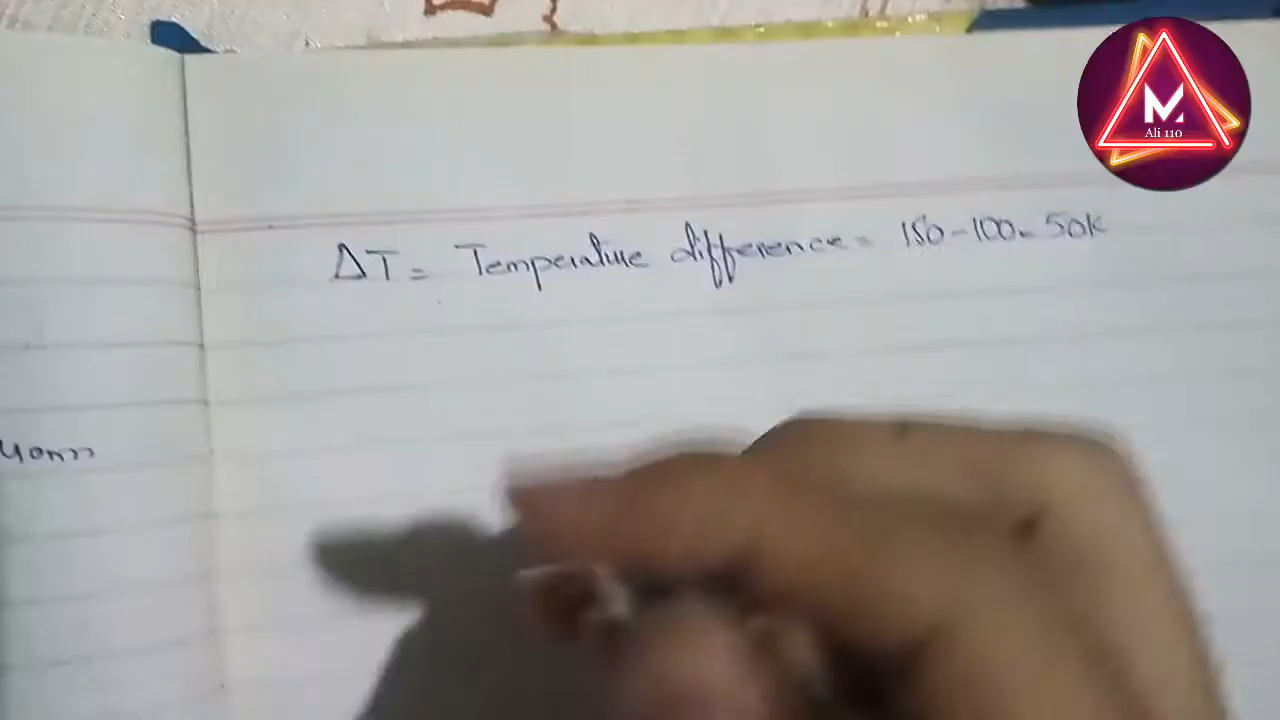 ΔT = Temperature difference = 150-100= 50k
M
Ali 110